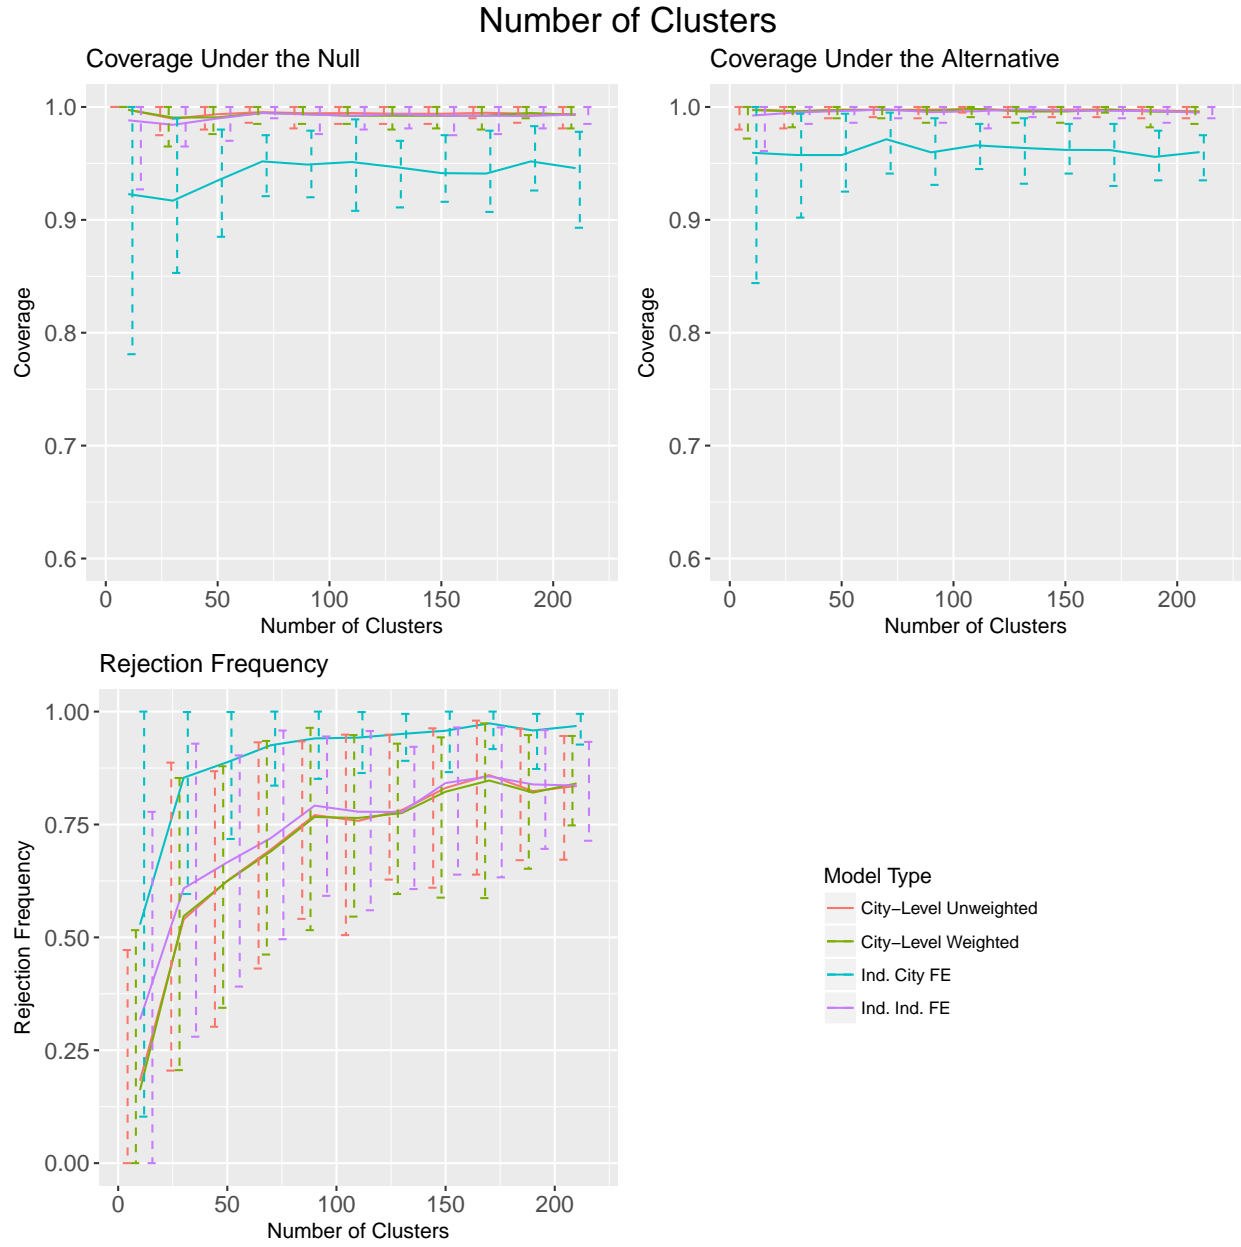 Number of Clusters
Coverage Under the Null
Coverage
1.0
0.9
0.8
0.7
0.6
0 50 100 150 200
Number of Clusters
Coverage Under the Alternative
Coverage
1.0
0.9
0.8
0.7
0.6
0 50 100 150 200
Number of Clusters
Rejection Frequency
Rejection Frequency
1.00
0.75
0.50
0.25
0.00
0 50 100 150 200
Number of Clusters
Model Type
City−Level Unweighted
City−Level Weighted
Ind. City FE
Ind. Ind. FE